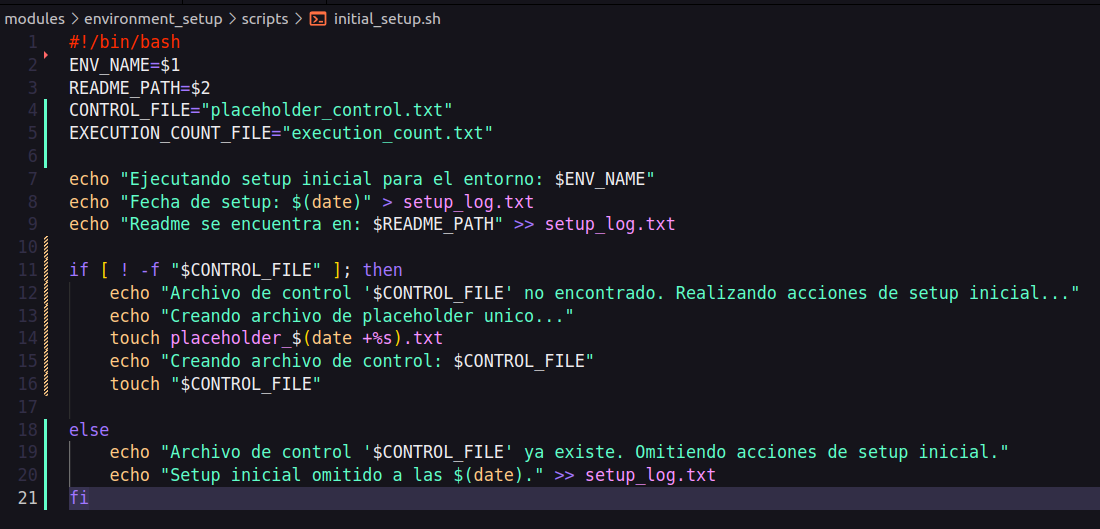 modules > environment_setup > scripts > initial_setup.sh
1 #!/bin/bash
2 ENV_NAME=$1
3 README_PATH=$2
4 CONTROL_FILE="placeholder_control.txt"
5 EXECUTION_COUNT_FILE="execution_count.txt"
6
7 echo "Ejecutando setup inicial para el entorno: $ENV_NAME"
8 echo "Fecha de setup: $(date)" > setup_log.txt
9 echo "Readme se encuentra en: $README_PATH" >> setup_log.txt
10
11 if [ ! -f "$CONTROL_FILE" ]; then
12     echo "Archivo de control '$CONTROL_FILE' no encontrado. Realizando acciones de setup inicial..."
13     echo "Creando archivo de placeholder unico..."
14     touch placeholder_$(date +%s).txt
15     echo "Creando archivo de control: $CONTROL_FILE"
16     touch "$CONTROL_FILE"
17
18 else
19     echo "Archivo de control '$CONTROL_FILE' ya existe. Omitiendo acciones de setup inicial."
20     echo "Setup inicial omitido a las $(date)." >> setup_log.txt
21 fi